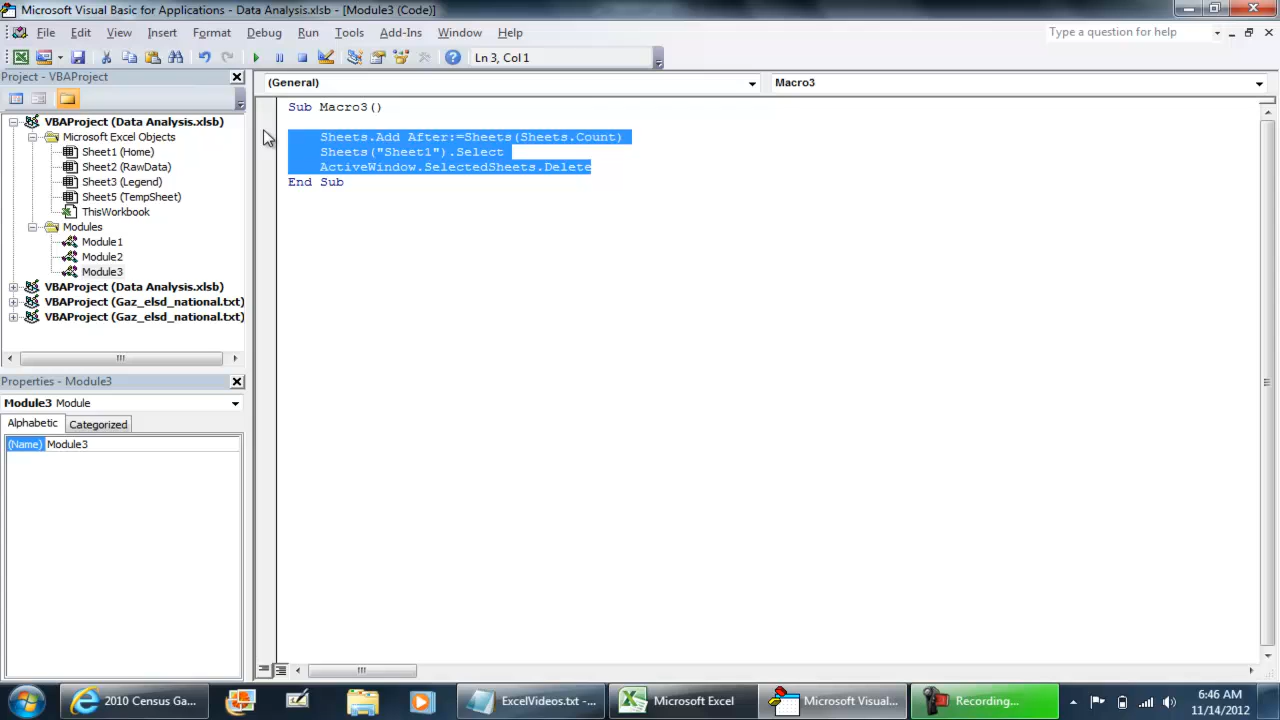 Microsoft Visual Basic for Applications - Data Analysis.xlsb - [Module3 (Code)]
File Edit View Insert Format Debug Run Tools Add-Ins Window Help
Type a question for help
Ln 3, Col 1
Project - VBAProject
(General)
Macro3
VBAProject (Data Analysis.xlsb)
Microsoft Excel Objects
Sheet1 (Home)
Sheet2 (RawData)
Sheet3 (Legend)
Sheet5 (TempSheet)
ThisWorkbook
Modules
Module1
Module2
Module3
VBAProject (Data Analysis.xlsb)
VBAProject (Gaz_elsd_national.txt)
VBAProject (Gaz_elsd_national.txt)
Sub Macro3()
Sheets.Add After:=Sheets(Sheets.Count)
Sheets("Sheet1").Select
ActiveWindow.SelectedSheets.Delete
End Sub
Properties - Module3
Module3 Module
Alphabetic Categorized
(Name) Module3
2010 Census Ga...
ExcelVideos.txt -...
Microsoft Excel
Microsoft Visual...
Recording...
6:46 AM
11/14/2012